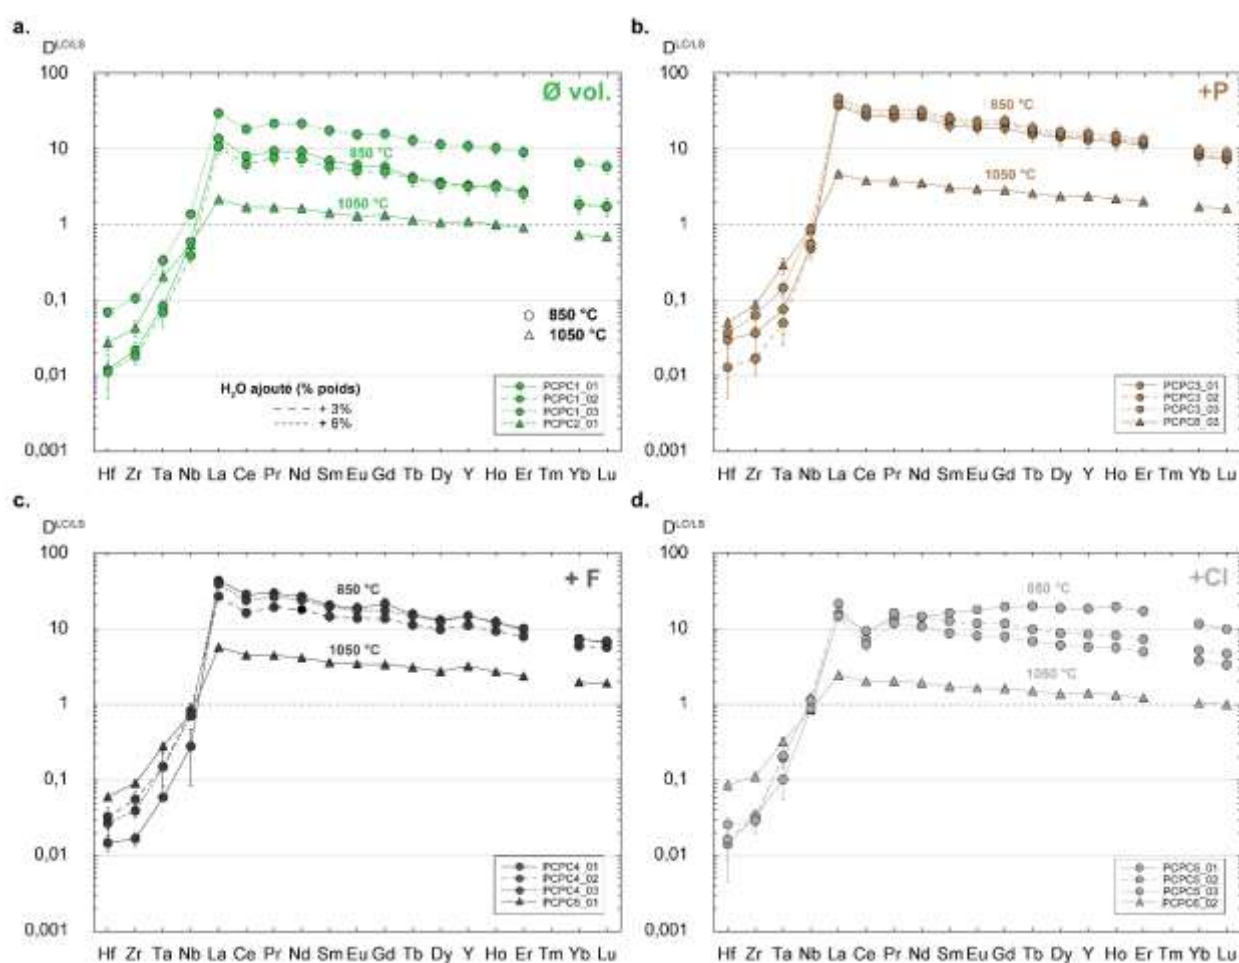 a.
D^LC/LS
Ø vol.
100
10
1
0,1
0,01
0,001
850 °C
1050 °C
○ 850 °C
△ 1050 °C
H₂O ajouté (% poids)
+ 3%
+ 6%
PCPC1_01
PCPC1_02
PCPC1_03
PCPC2_01
Hf Zr Ta Nb La Ce Pr Nd Sm Eu Gd Tb Dy Y Ho Er Tm Yb Lu
b.
D^LC/LS
+P
100
10
1
0,1
0,01
0,001
850 °C
1050 °C
PCPC3_01
PCPC3_02
PCPC3_03
PCPC6_03
Hf Zr Ta Nb La Ce Pr Nd Sm Eu Gd Tb Dy Y Ho Er Tm Yb Lu
c.
D^LC/LS
+ F
100
10
1
0,1
0,01
0,001
850 °C
1050 °C
PCPC4_01
PCPC4_02
PCPC4_03
Hf Zr Ta Nb La Ce Pr Nd Sm Eu Gd Tb Dy Y Ho Er Tm Yb Lu
d.
D^LC/LS
+Cl
100
10
1
0,1
0,01
0,001
850 °C
1050 °C
PCPC5_01
PCPC5_02
PCPC5_03
PCPC6_02
Hf Zr Ta Nb La Ce Pr Nd Sm Eu Gd Tb Dy Y Ho Er Tm Yb Lu